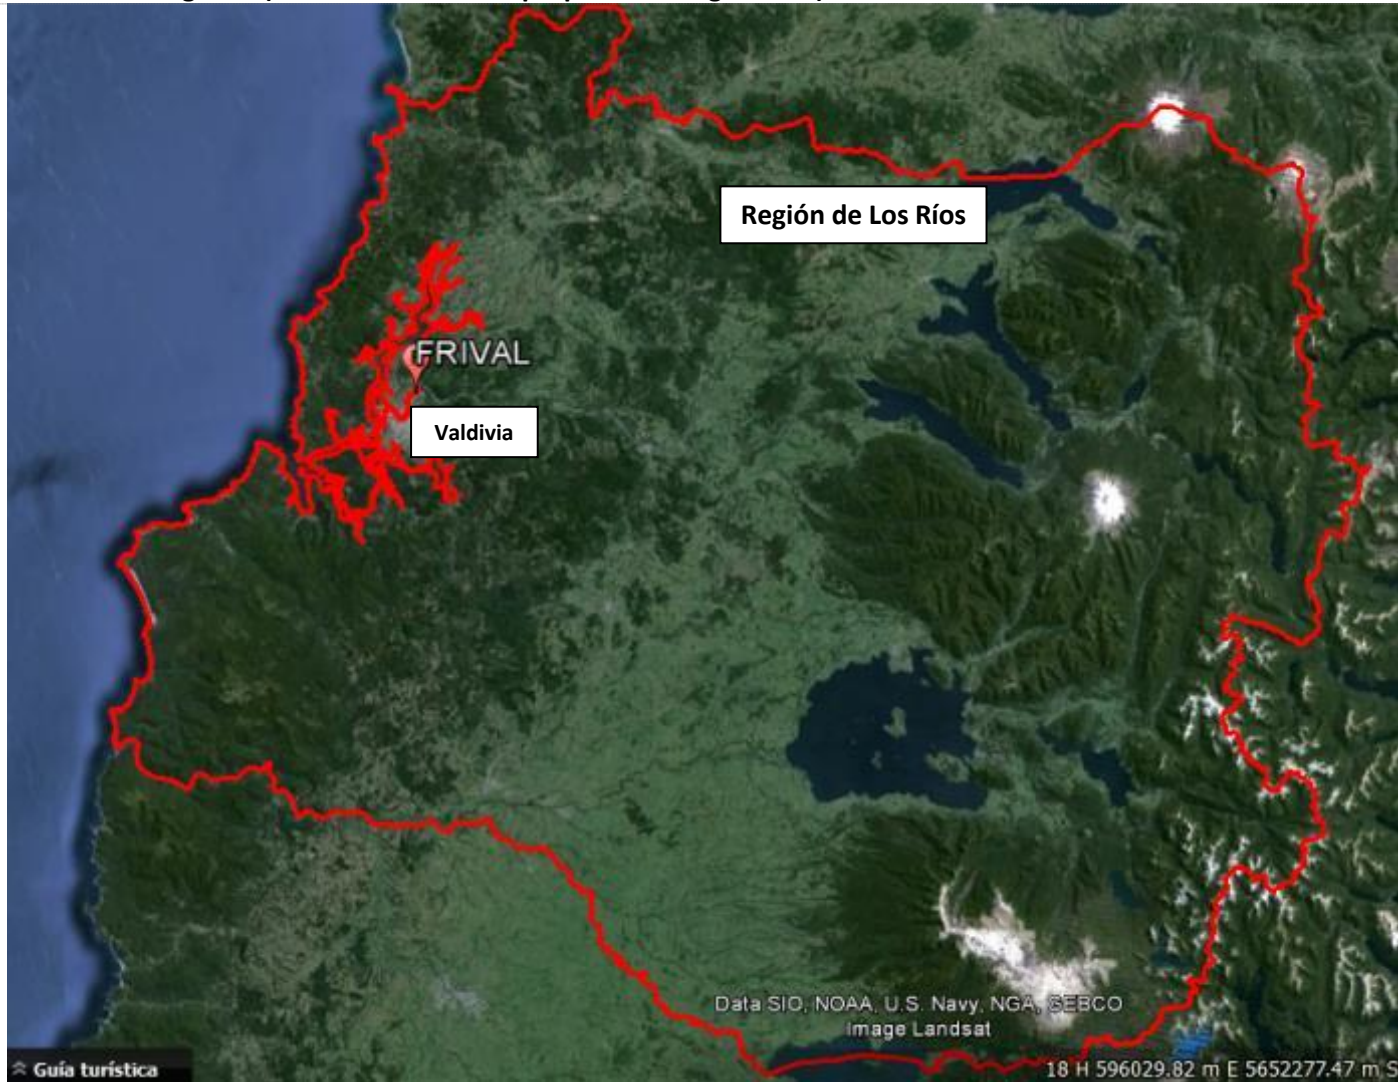 Región de Los Ríos
FRIVAL
Valdivia
Data SIO, NOAA, U.S. Navy, NGA, GEBCO
Image Landsat
Guía turística
18 H 596029.82 m E 5652277.47 m S